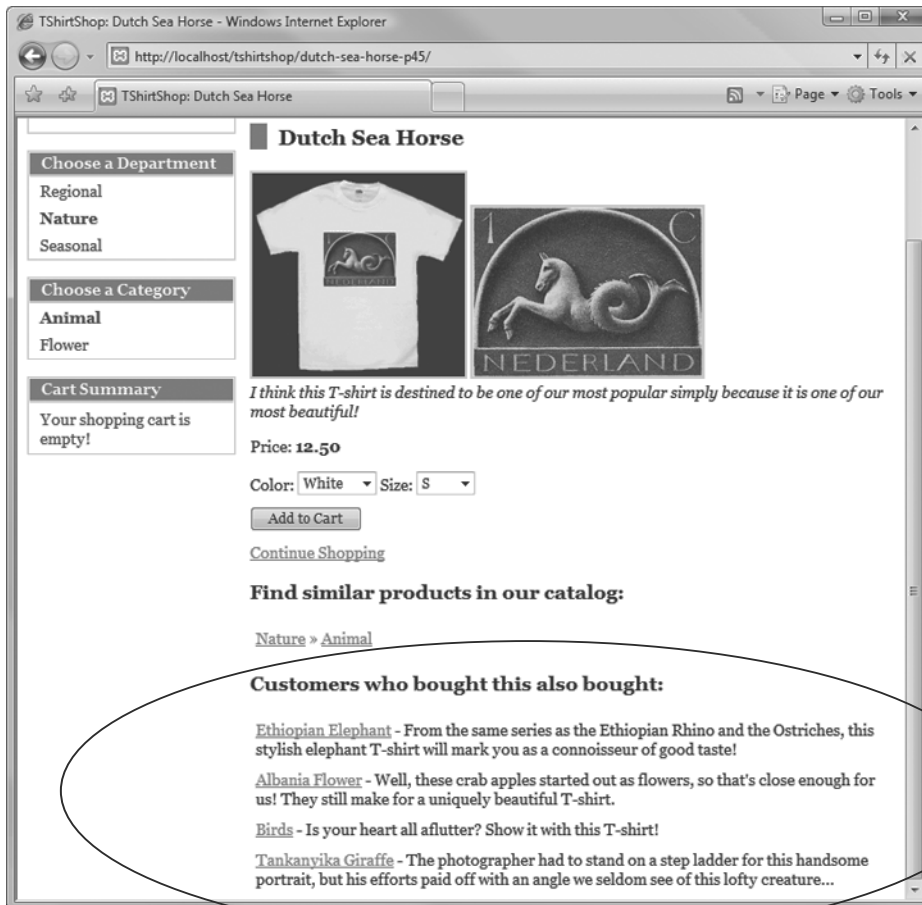 TShirtShop: Dutch Sea Horse - Windows Internet Explorer
http://localhost/tshirtshop/dutch-sea-horse-p45/
TShirtShop: Dutch Sea Horse
Page
Tools
Choose a Department
Regional
Nature
Seasonal
Choose a Category
Animal
Flower
Cart Summary
Your shopping cart is
empty!
Dutch Sea Horse
NEDERLAND
1 C
NEDERLAND
I think this T-shirt is destined to be one of our most popular simply because it is one of our
most beautiful!
Price: 12.50
Color: White Size: S
Add to Cart
Continue Shopping
Find similar products in our catalog:
Nature » Animal
Customers who bought this also bought:
Ethiopian Elephant - From the same series as the Ethiopian Rhino and the Ostriches, this
stylish elephant T-shirt will mark you as a connoisseur of good taste!
Albania Flower - Well, these crab apples started out as flowers, so that's close enough for
us! They still make for a uniquely beautiful T-shirt.
Birds - Is your heart all aflutter? Show it with this T-shirt!
Tankanyika Giraffe - The photographer had to stand on a step ladder for this handsome
portrait, but his efforts paid off with an angle we seldom see of this lofty creature...